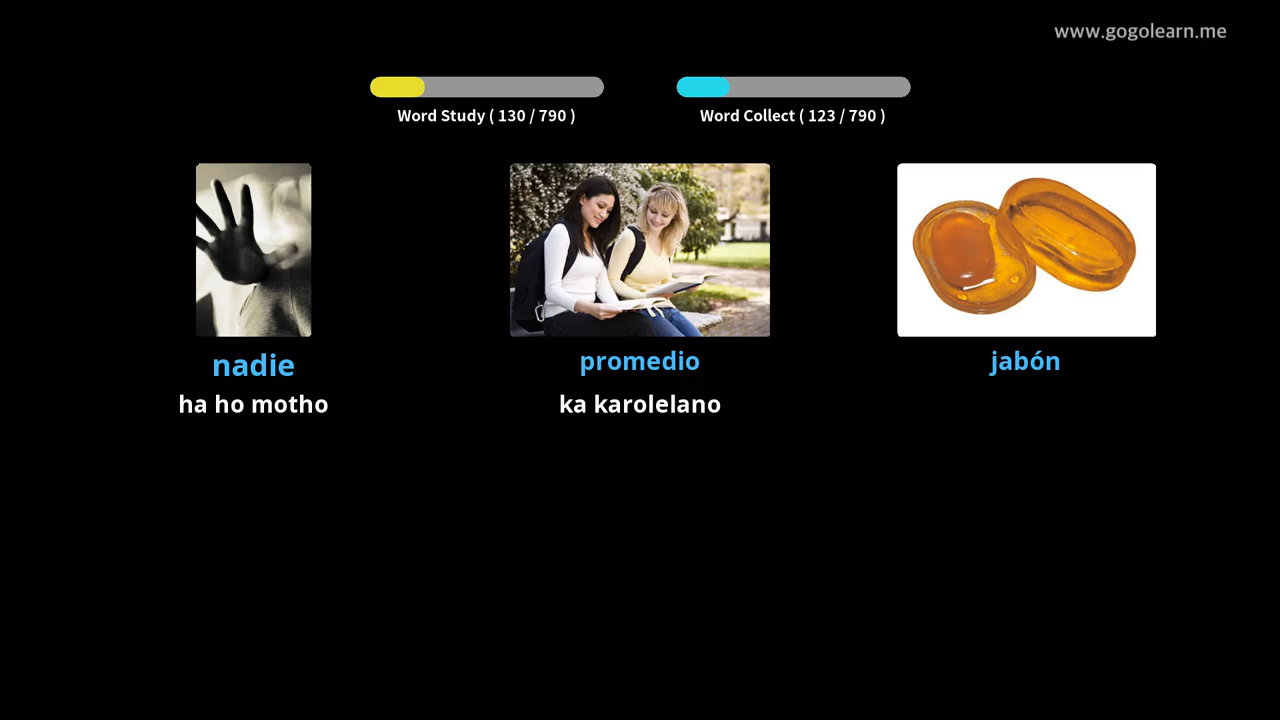 www.gogolearn.me
Word Study ( 130 / 790 )
Word Collect ( 123 / 790 )
nadie
promedio
jabón
ha ho motho
ka karolelano